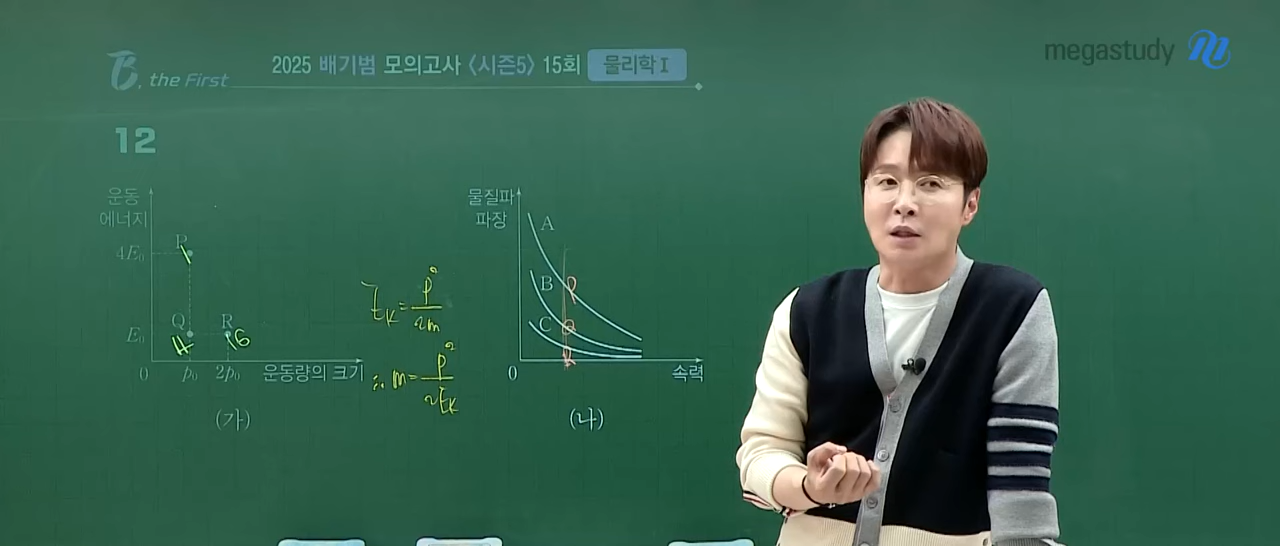 megastudy
B, the First
2025 배기범 모의고사 <시즌5> 15회 물리학 I
12
운동
에너지
4E₀
P
1
Q
R
E₀
4
16
0
p₀
2p₀
운동량의 크기
(가)
E_K = p²/2m
∴ m = p²/2E_K
물질파
파장
A
B
C
P
Q
R
0
속력
(나)